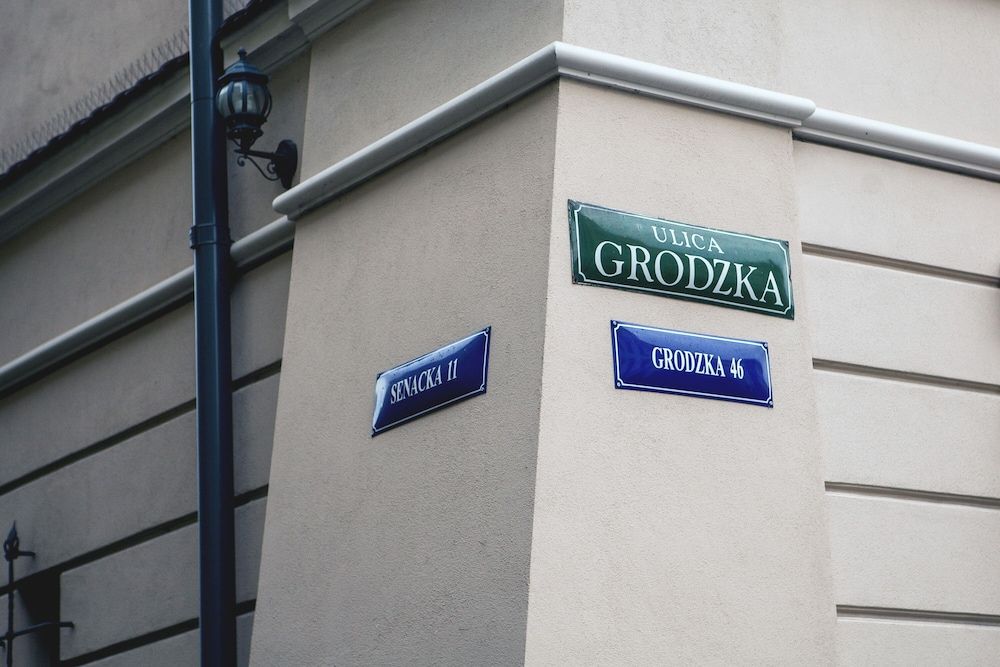 ULICA
GRODZKA
GRODZKA 46
SENACKA 11